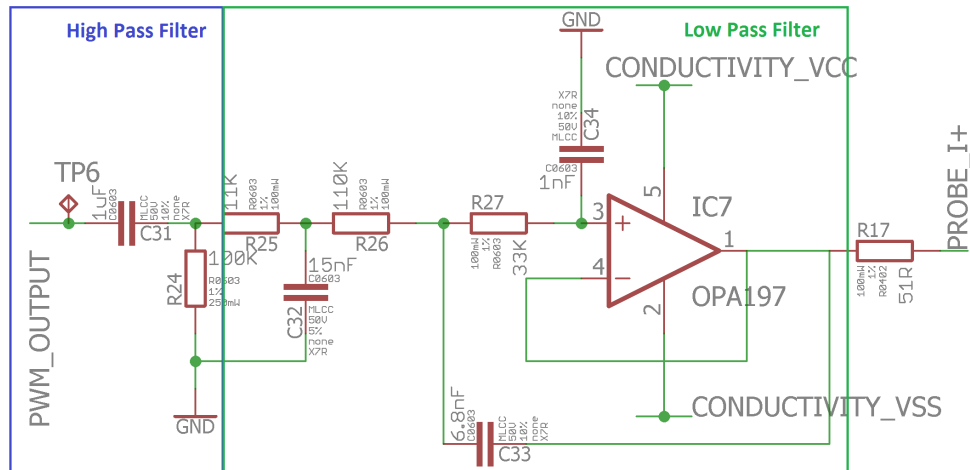 High Pass Filter
Low Pass Filter
GND
CONDUCTIVITY_VCC
X7R
none
10%
50V
MLCC
C34
C0603
1nF
TP6
1uF
C0603
MLCC
50V
10%
none
X7R
C31
11K
R0603
1%
100mW
R25
110K
R0603
1%
100mW
R26
R27
100mW
1%
R0603
33K
3
+
4
-
5
2
1
IC7
OPA197
R17
100mW
1%
R0402
51R
PROBE_I+
PWM_OUTPUT
R24
100K
R0603
1%
250mW
15nF
C0603
C32
MLCC
50V
5%
none
X7R
GND
6.8nF
C0603
MLCC
50V
10%
none
X7R
C33
CONDUCTIVITY_VSS